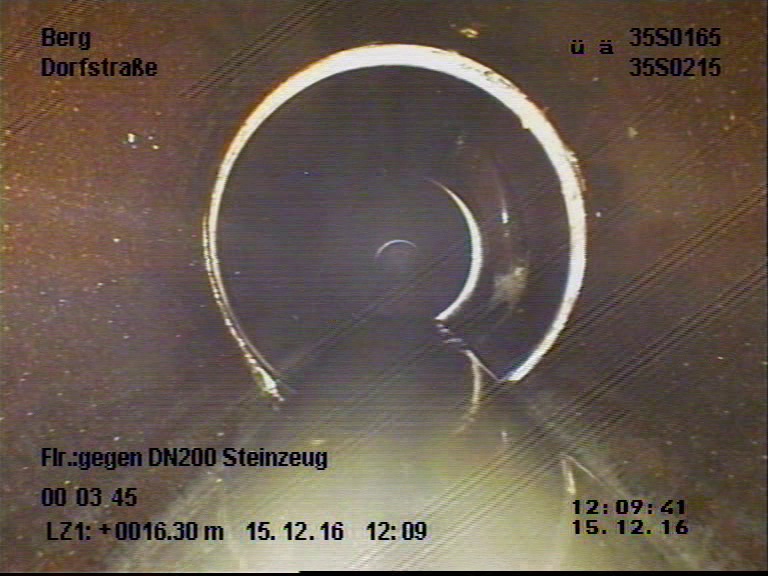 Berg
Dorfstraße
ü ä 35S0165
35S0215
Flr.:gegen DN200 Steinzeug
00 03 45
LZ1: +0016.30 m 15.12.16 12:09
12:09:41
15.12.16